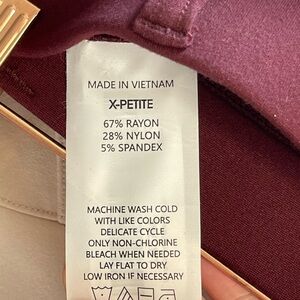 MADE IN VIETNAM
X-PETITE
67% RAYON
28% NYLON
5% SPANDEX
MACHINE WASH COLD
WITH LIKE COLORS
DELICATE CYCLE
ONLY NON-CHLORINE
BLEACH WHEN NEEDED
LAY FLAT TO DRY
LOW IRON IF NECESSARY